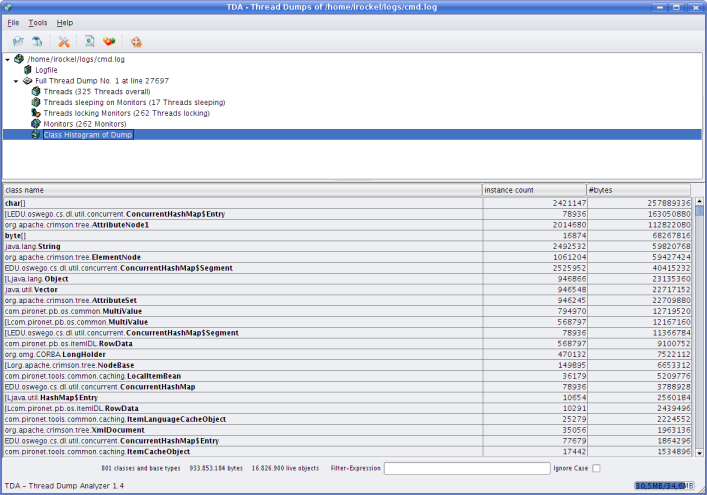 TDA - Thread Dumps of /home/irockel/logs/cmd.log
File Tools Help
/home/irockel/logs/cmd.log
Logfile
Full Thread Dump No. 1 at line 27697
Threads (325 Threads overall)
Threads sleeping on Monitors (17 Threads sleeping)
Threads locking Monitors (262 Threads locking)
Monitors (262 Monitors)
Class Histogram of Dump
class name instance count #bytes
char[] 2421147 257889336
[LEDU.oswego.cs.dl.util.concurrent.ConcurrentHashMap$Entry 78936 163050880
org.apache.crimson.tree.AttributeNode1 2014680 112822080
byte[] 16874 68267816
java.lang.String 2492532 59820768
org.apache.crimson.tree.ElementNode 1061204 59427424
EDU.oswego.cs.dl.util.concurrent.ConcurrentHashMap$Segment 2525952 40415232
[Ljava.lang.Object 946866 23135360
java.util.Vector 946548 22717152
org.apache.crimson.tree.AttributeSet 946245 22709880
com.pironet.pb.os.common.MultiValue 794970 12719520
[Lcom.pironet.pb.os.common.MultiValue 568797 12167160
[LEDU.oswego.cs.dl.util.concurrent.ConcurrentHashMap$Segment 78936 11366784
com.pironet.pb.os.itemIDL.RowData 568797 9100752
org.omg.CORBA.LongHolder 470132 7522112
[Lorg.apache.crimson.tree.NodeBase 149895 6653312
com.pironet.tools.common.caching.LocalItemBean 36179 5209776
EDU.oswego.cs.dl.util.concurrent.ConcurrentHashMap 78936 3788928
[Ljava.util.HashMap$Entry 10654 2560184
[Lcom.pironet.pb.os.itemIDL.RowData 10291 2439496
com.pironet.tools.common.caching.ItemLanguageCacheObject 25279 2224552
org.apache.crimson.tree.XmlDocument 35056 1963136
EDU.oswego.cs.dl.util.concurrent.ConcurrentHashMap$Entry 77679 1864296
com.pironet.tools.common.caching.ItemCacheObject 17442 1534896
801 classes and base types 933.853.184 bytes 16.826.900 live objects Filter-Expression Ignore Case
TDA - Thread Dump Analyzer 1.4 30,5MB/34,6MB